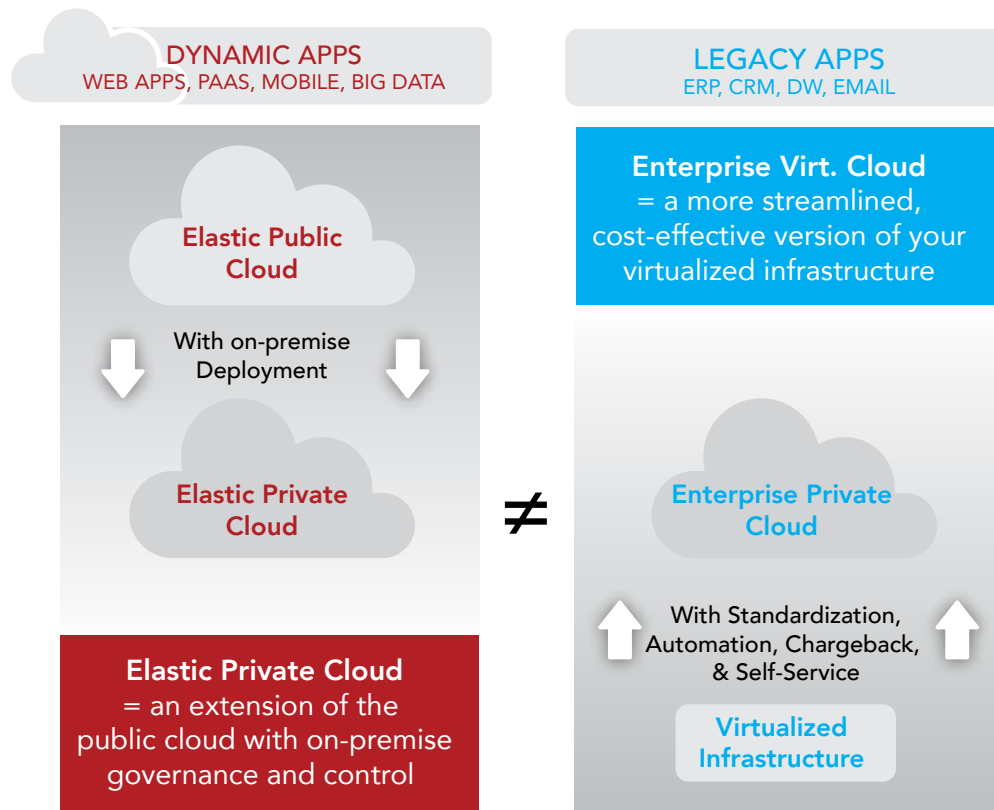 DYNAMIC APPS
WEB APPS, PAAS, MOBILE, BIG DATA
Elastic Public
Cloud
With on-premise
Deployment
Elastic Private
Cloud
Elastic Private Cloud
= an extension of the
public cloud with on-premise
governance and control
≠
LEGACY APPS
ERP, CRM, DW, EMAIL
Enterprise Virt. Cloud
= a more streamlined,
cost-effective version of your
virtualized infrastructure
Enterprise Private
Cloud
With Standardization,
Automation, Chargeback,
& Self-Service
Virtualized
Infrastructure